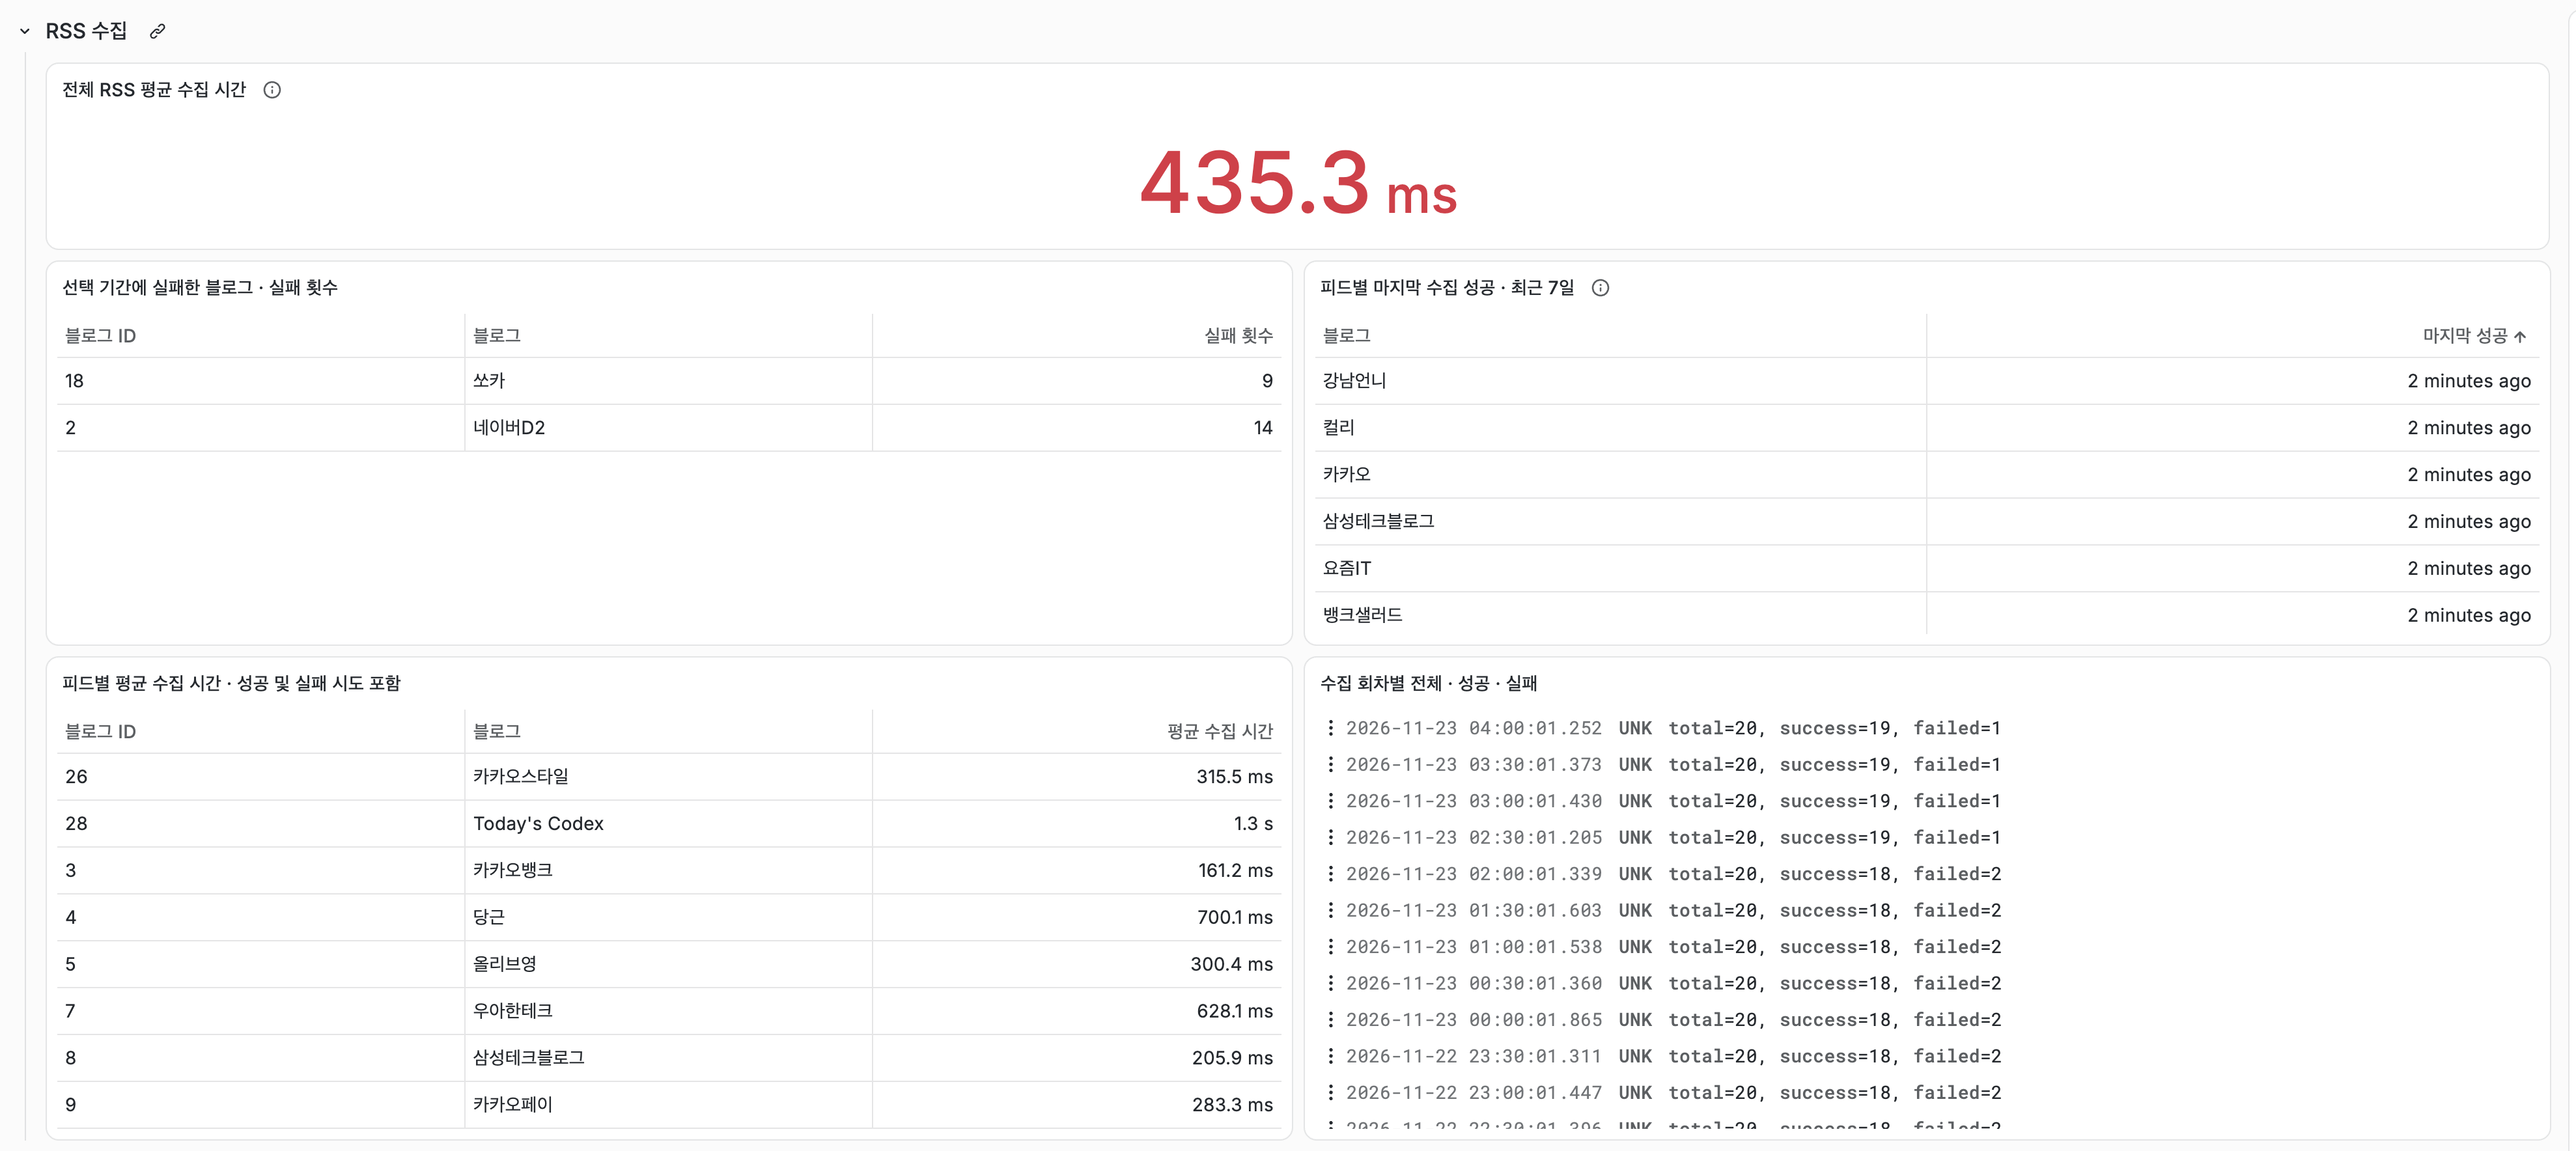 RSS 수집
전체 RSS 평균 수집 시간
435.3 ms
선택 기간에 실패한 블로그 · 실패 횟수
블로그 ID 블로그 실패 횟수
18 쏘카 9
2 네이버D2 14
피드별 마지막 수집 성공 · 최근 7일
블로그 마지막 성공
강남언니 2 minutes ago
컬리 2 minutes ago
카카오 2 minutes ago
삼성테크블로그 2 minutes ago
요즘IT 2 minutes ago
뱅크샐러드 2 minutes ago
피드별 평균 수집 시간 · 성공 및 실패 시도 포함
블로그 ID 블로그 평균 수집 시간
26 카카오스타일 315.5 ms
28 Today's Codex 1.3 s
3 카카오뱅크 161.2 ms
4 당근 700.1 ms
5 올리브영 300.4 ms
7 우아한테크 628.1 ms
8 삼성테크블로그 205.9 ms
9 카카오페이 283.3 ms
수집 회차별 전체 · 성공 · 실패
2026-11-23 04:00:01.252 UNK total=20, success=19, failed=1
2026-11-23 03:30:01.373 UNK total=20, success=19, failed=1
2026-11-23 03:00:01.430 UNK total=20, success=19, failed=1
2026-11-23 02:30:01.205 UNK total=20, success=19, failed=1
2026-11-23 02:00:01.339 UNK total=20, success=18, failed=2
2026-11-23 01:30:01.603 UNK total=20, success=18, failed=2
2026-11-23 01:00:01.538 UNK total=20, success=18, failed=2
2026-11-23 00:30:01.360 UNK total=20, success=18, failed=2
2026-11-23 00:00:01.865 UNK total=20, success=18, failed=2
2026-11-22 23:30:01.311 UNK total=20, success=18, failed=2
2026-11-22 23:00:01.447 UNK total=20, success=18, failed=2
2026-11-22 22:30:01.396 UNK total=20, success=18, failed=2